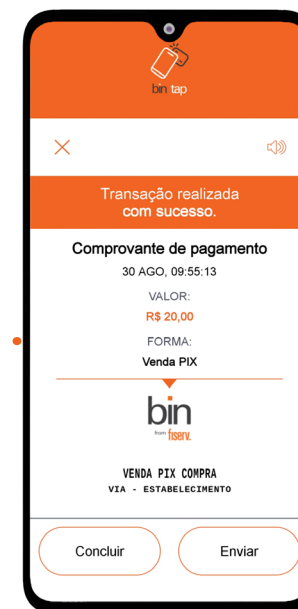 bin tap
Transação realizada
com sucesso.
Comprovante de pagamento
30 AGO, 09:55:13
VALOR:
R$ 20,00
FORMA:
Venda PIX
bin
from fiserv.
VENDA PIX COMPRA
VIA - ESTABELECIMENTO
Concluir Enviar